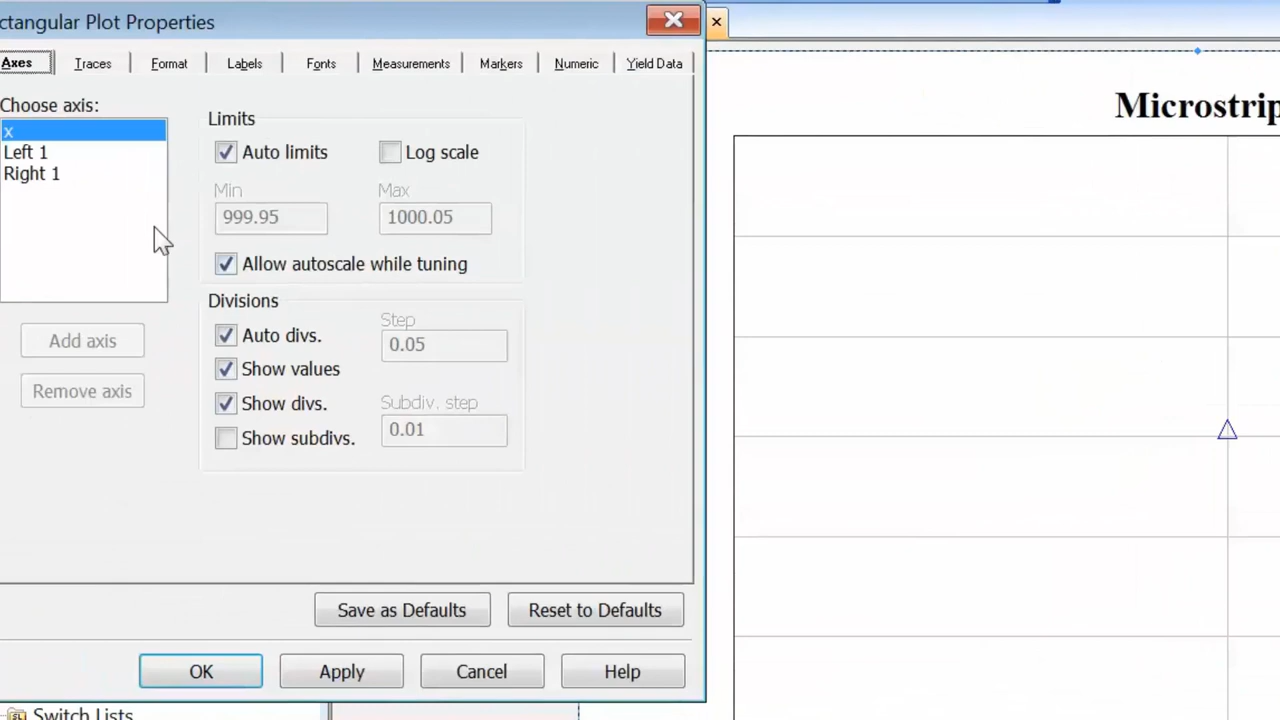 ctangular Plot Properties
Axes
Traces
Format
Labels
Fonts
Measurements
Markers
Numeric
Yield Data
Choose axis:
x
Left 1
Right 1
Add axis
Remove axis
Limits
Auto limits
Log scale
Min
Max
999.95
1000.05
Allow autoscale while tuning
Divisions
Auto divs.
Show values
Show divs.
Show subdivs.
Step
0.05
Subdiv. step
0.01
Save as Defaults
Reset to Defaults
OK
Apply
Cancel
Help
SL
Switch Lists
Microstrip